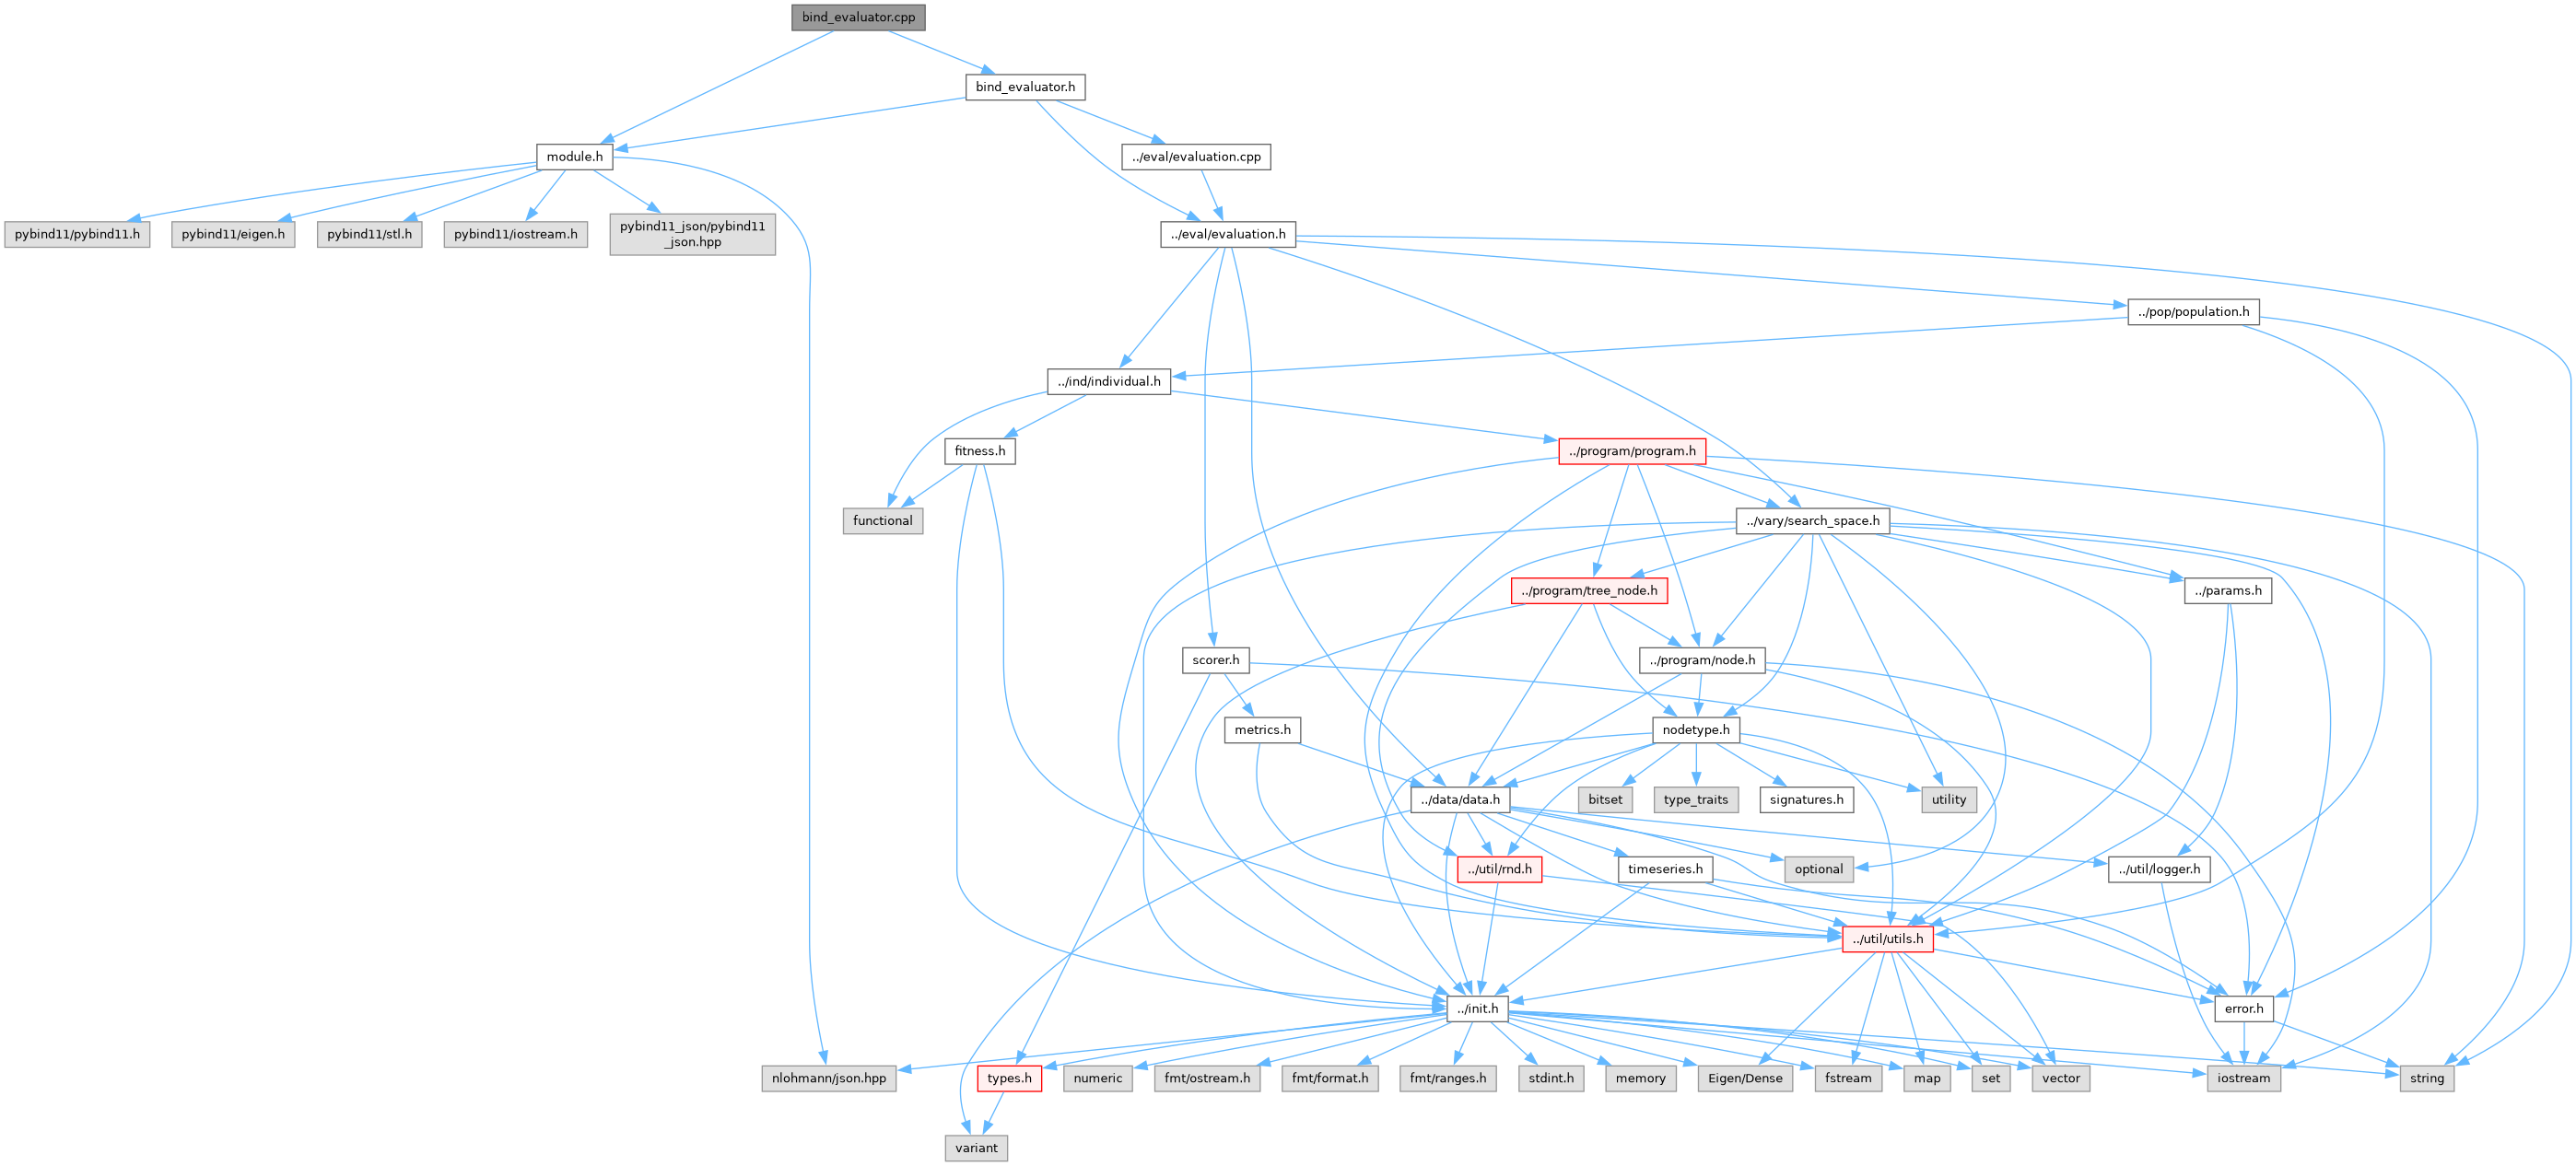 bind_evaluator.cpp
bind_evaluator.h
module.h
../eval/evaluation.cpp
pybind11/pybind11.h
pybind11/eigen.h
pybind11/stl.h
pybind11/iostream.h
pybind11_json/pybind11
_json.hpp
../eval/evaluation.h
../pop/population.h
../ind/individual.h
fitness.h
../program/program.h
functional
../vary/search_space.h
../program/tree_node.h
../params.h
scorer.h
../program/node.h
metrics.h
nodetype.h
../data/data.h
bitset
type_traits
signatures.h
utility
../util/rnd.h
timeseries.h
optional
../util/logger.h
../util/utils.h
../init.h
error.h
nlohmann/json.hpp
types.h
numeric
fmt/ostream.h
fmt/format.h
fmt/ranges.h
stdint.h
memory
Eigen/Dense
fstream
map
set
vector
iostream
string
variant